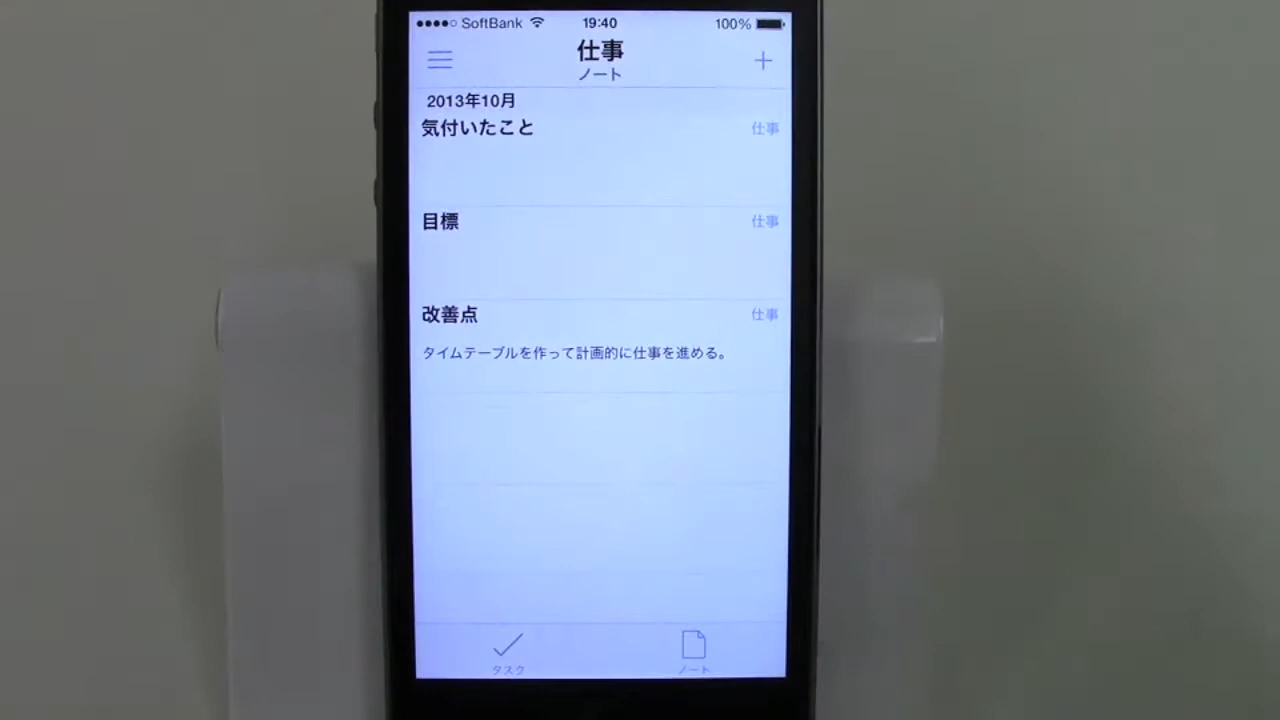 SoftBank 19:40 100%
仕事
ノート
2013年10月
気付いたこと 仕事
目標 仕事
改善点 仕事
タイムテーブルを作って計画的に仕事を進める。
タスク ノート